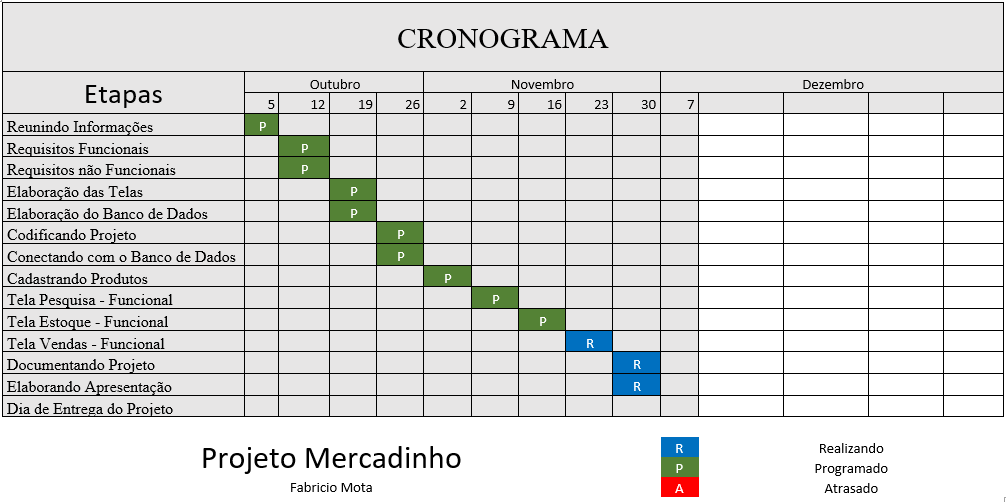 CRONOGRAMA
Etapas Outubro Novembro Dezembro
5 12 19 26 2 9 16 23 30 7
Reunindo Informações P
Requisitos Funcionais P
Requisitos não Funcionais P
Elaboração das Telas P
Elaboração do Banco de Dados P
Codificando Projeto P
Conectando com o Banco de Dados P
Cadastrando Produtos P
Tela Pesquisa - Funcional P
Tela Estoque - Funcional P
Tela Vendas - Funcional R
Documentando Projeto R
Elaborando Apresentação R
Dia de Entrega do Projeto
Projeto Mercadinho
Fabricio Mota
R Realizando
P Programado
A Atrasado